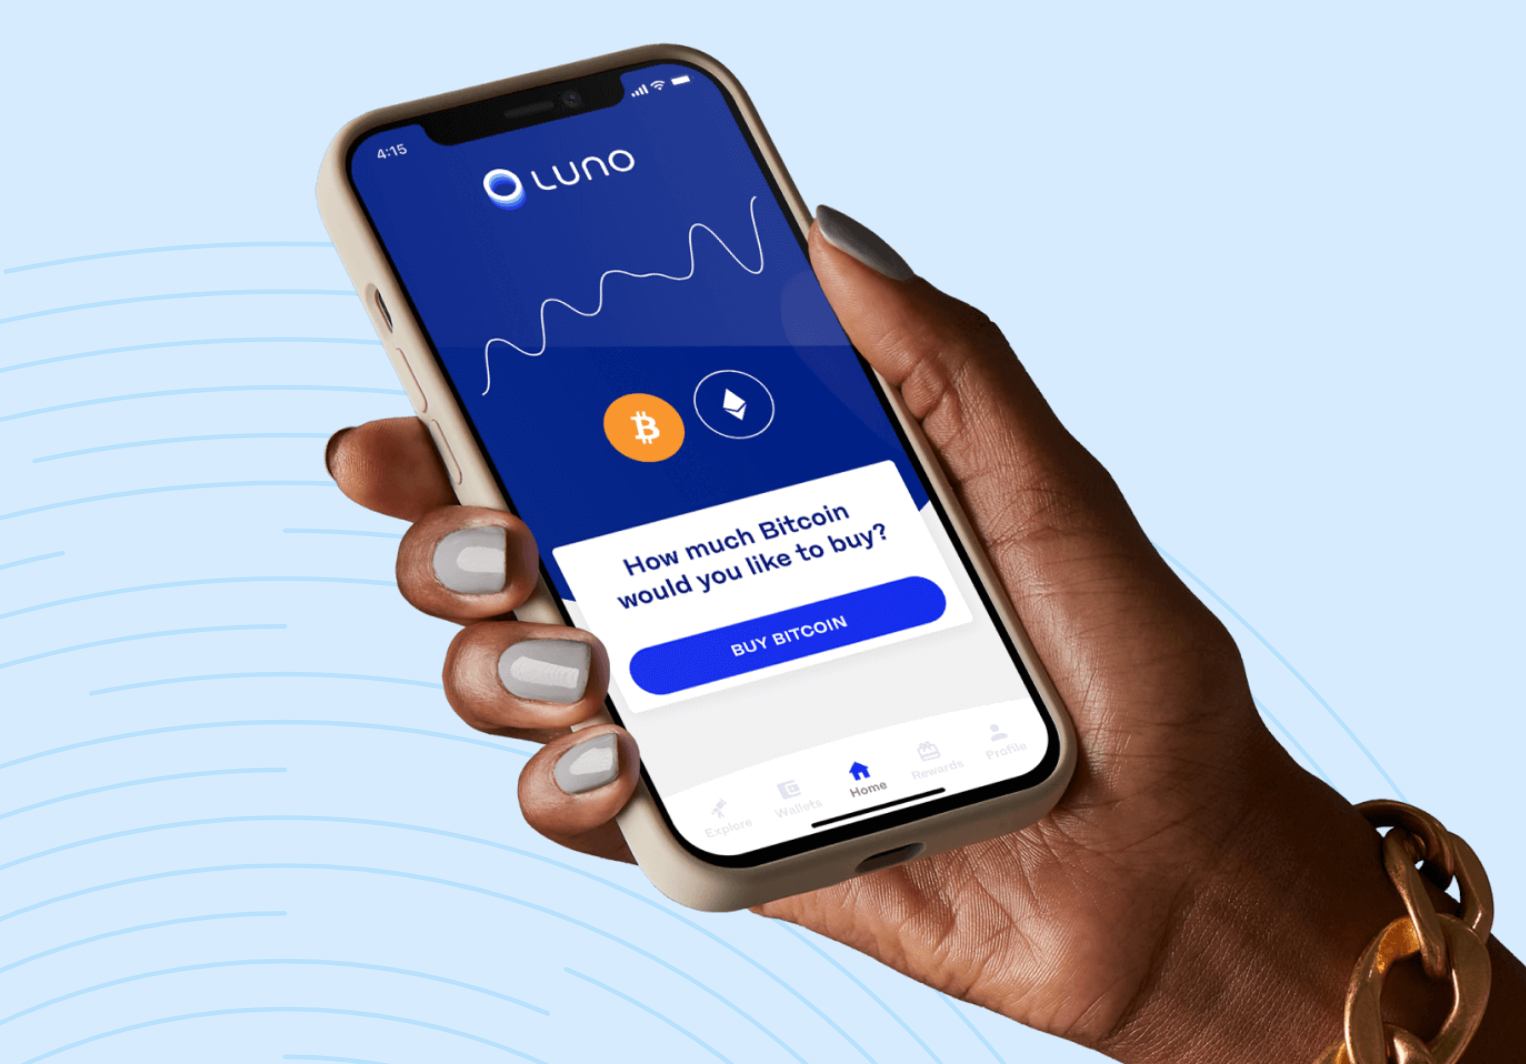 4:15
LUNO
How much Bitcoin
would you like to buy?
BUY BITCOIN
Explore
Wallets
Home
Rewards
Profile